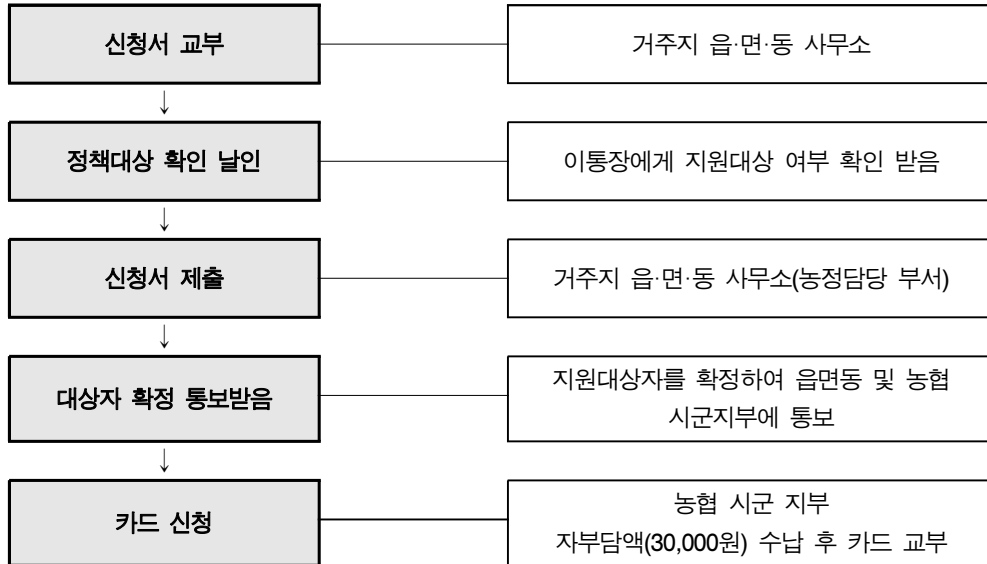 신청서 교부
거주지 읍·면·동 사무소
↓
정책대상 확인 날인
이통장에게 지원대상 여부 확인 받음
↓
신청서 제출
거주지 읍·면·동 사무소(농정담당 부서)
↓
대상자 확정 통보받음
지원대상자를 확정하여 읍면동 및 농협
시군지부에 통보
↓
카드 신청
농협 시군 지부
자부담액(30,000원) 수납 후 카드 교부